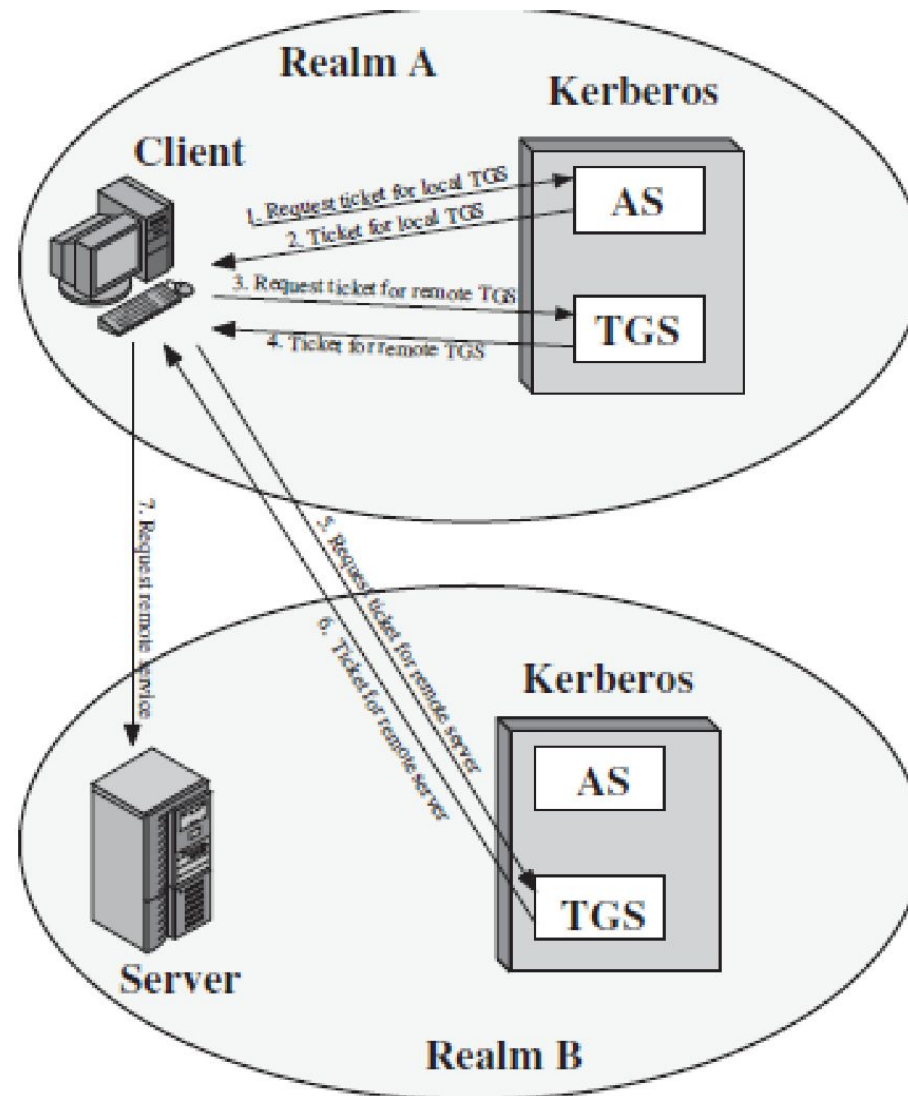 Realm A
Kerberos
Client
1. Request ticket for local TGS
AS
2. Ticket for local TGS
3. Request ticket for remote TGS
TGS
4. Ticket for remote TGS
5. Request ticket for remote server
6. Ticket for remote server
7. Request remote service
Kerberos
AS
TGS
Server
Realm B